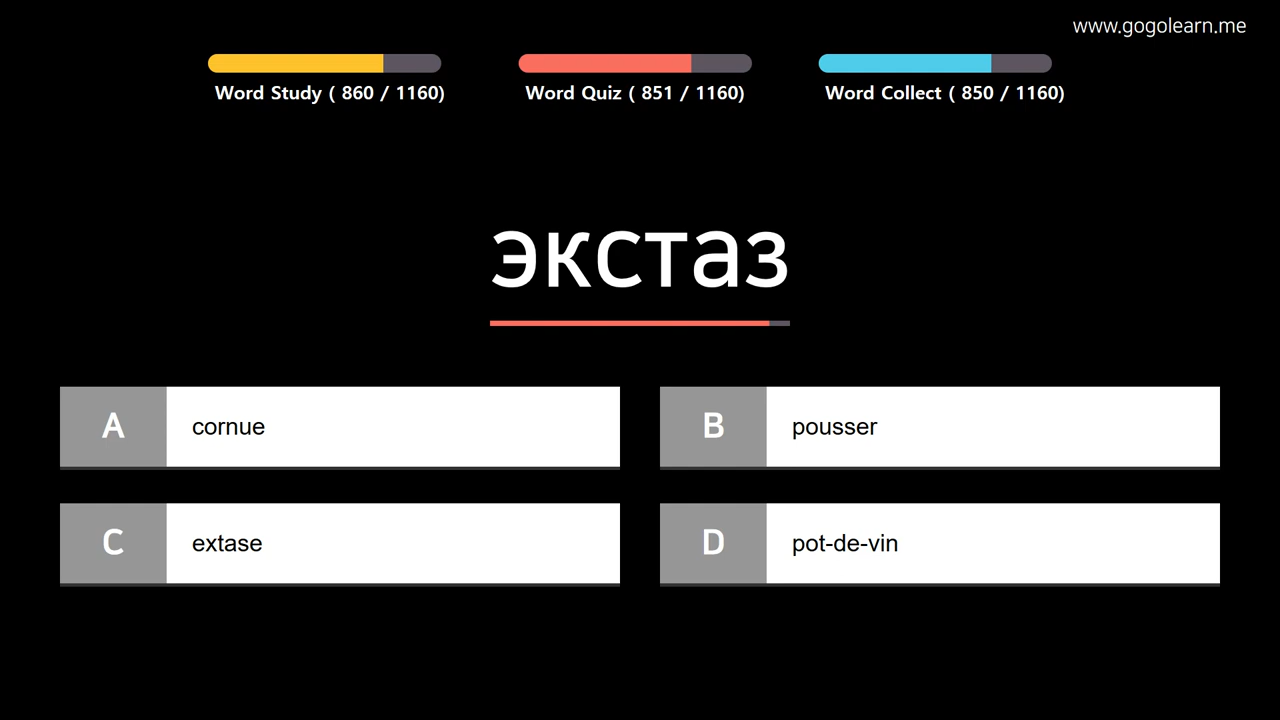 www.gogolearn.me
Word Study ( 860 / 1160)
Word Quiz ( 851 / 1160)
Word Collect ( 850 / 1160)
экстаз
A
cornue
B
pousser
C
extase
D
pot-de-vin